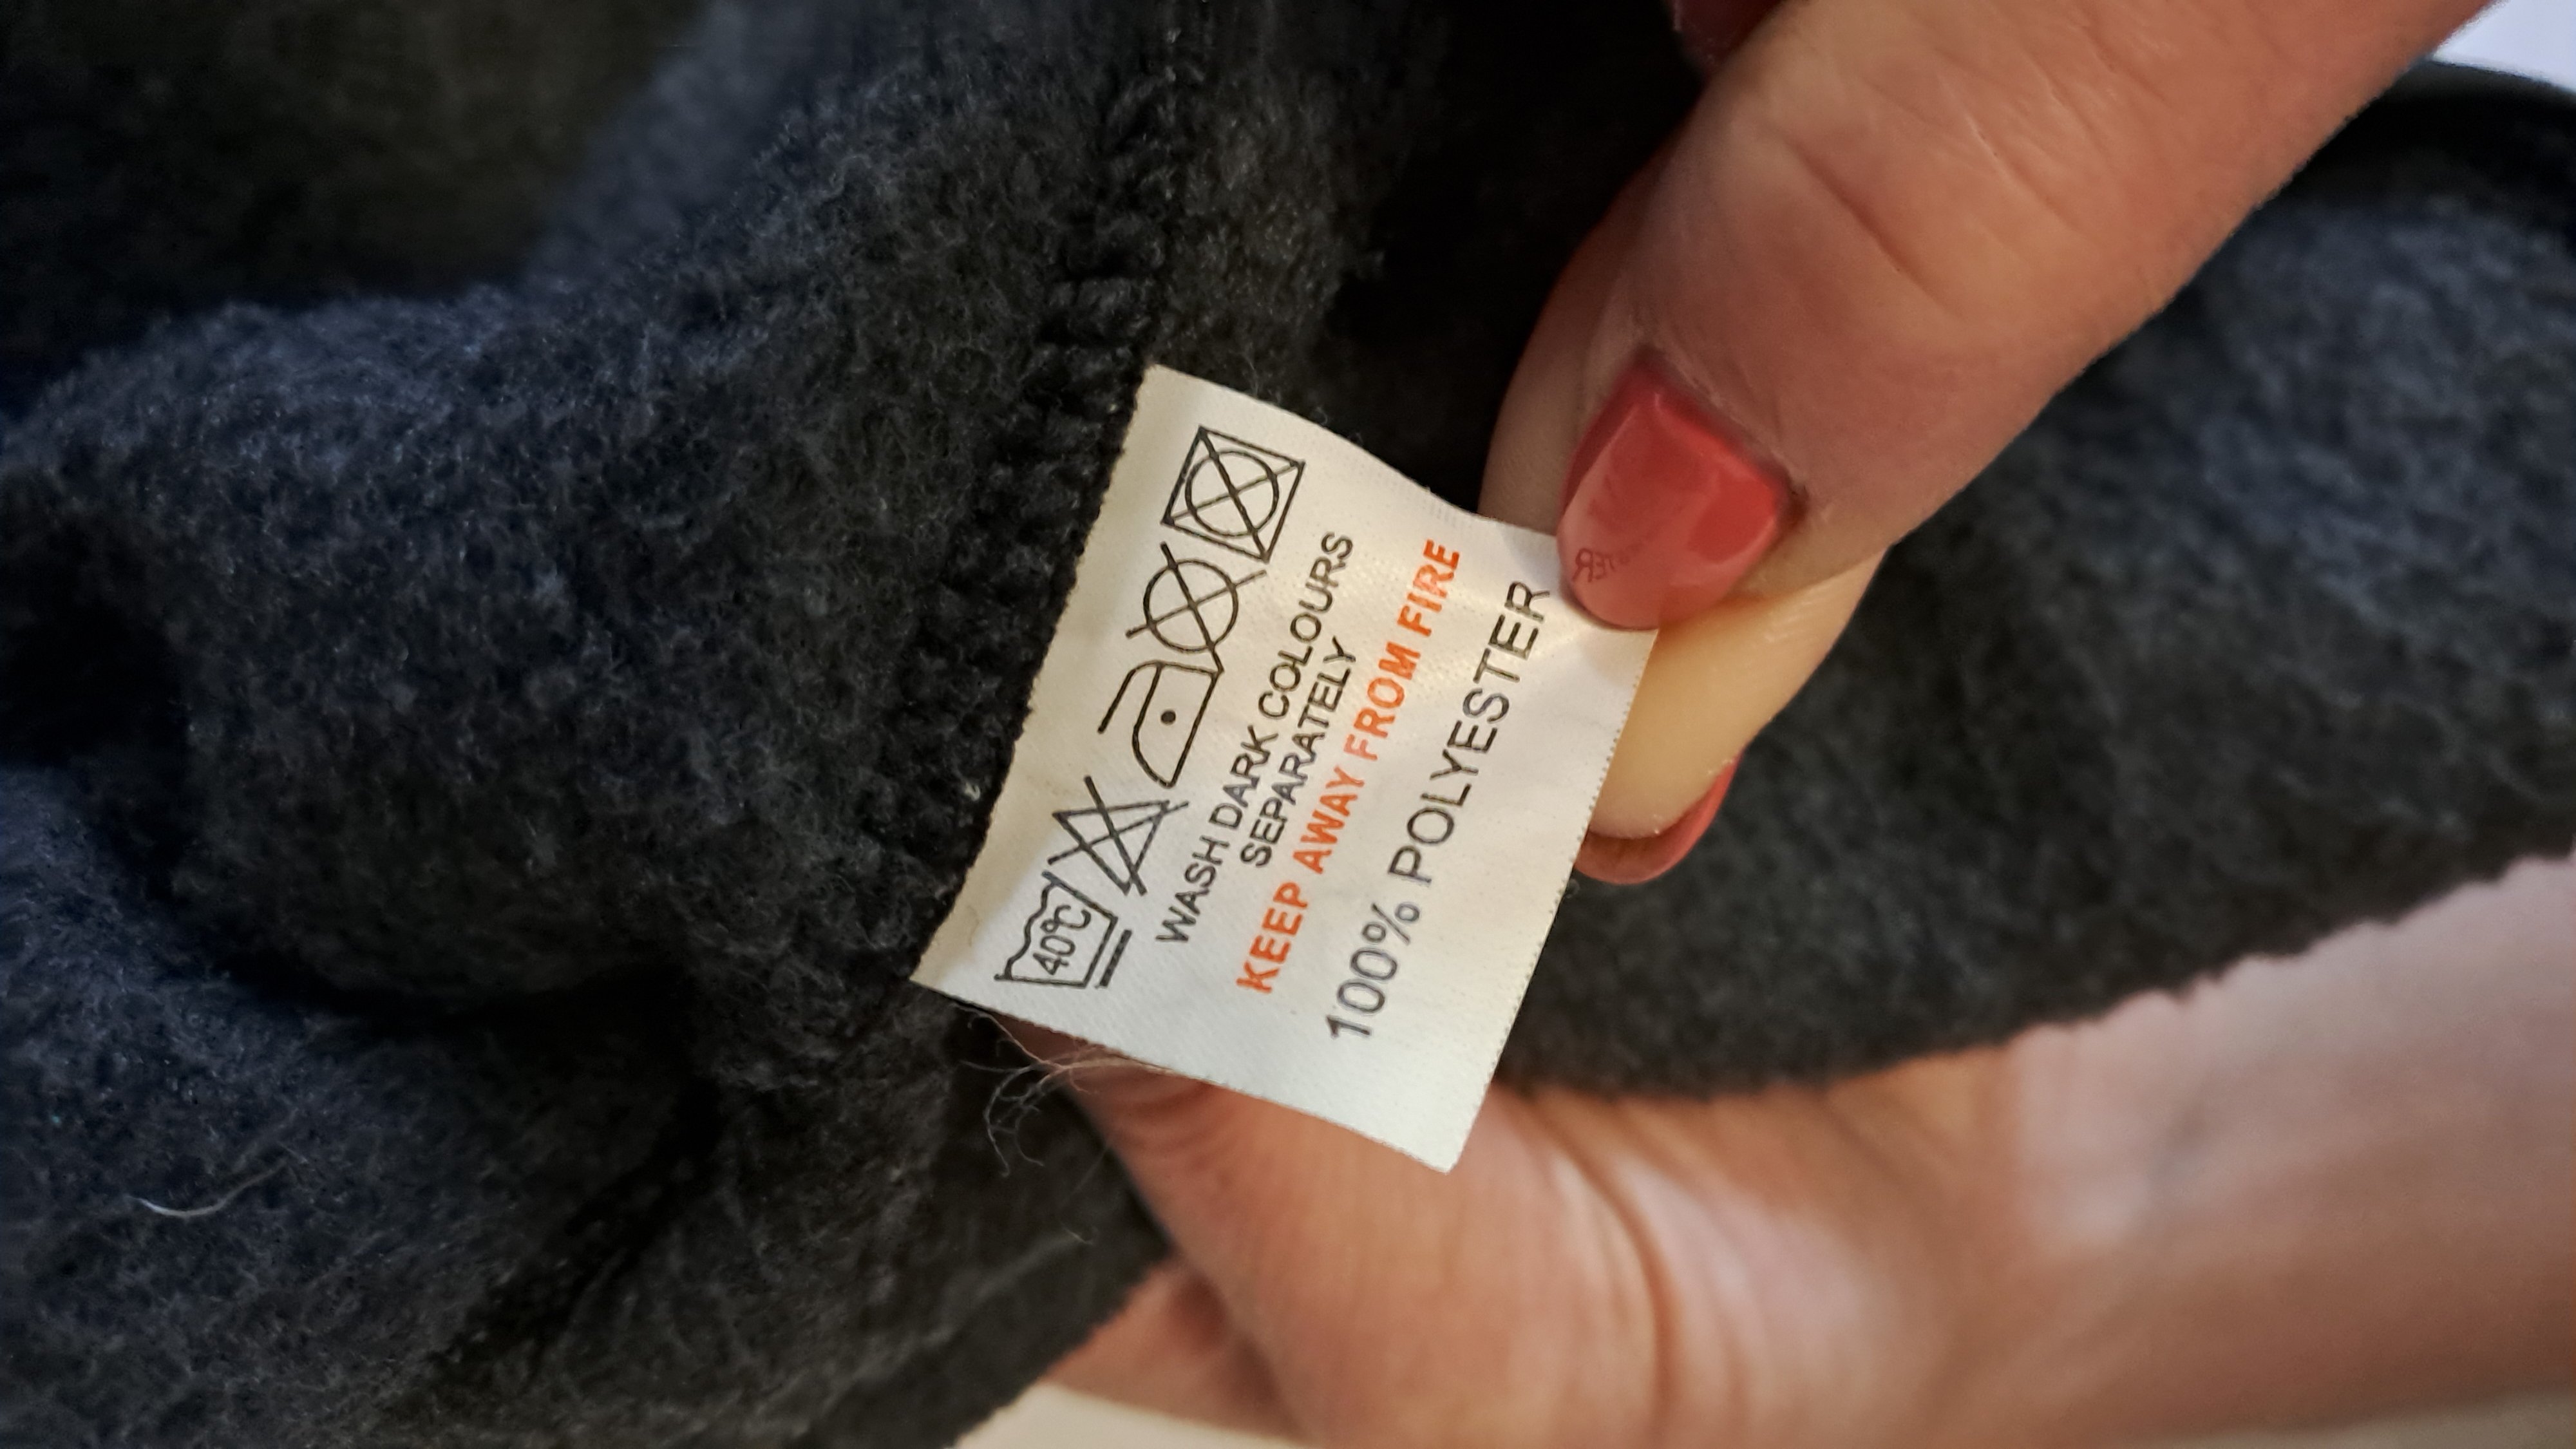 40°C
WASH DARK COLOURS
SEPARATELY
KEEP AWAY FROM FIRE
100% POLYESTER